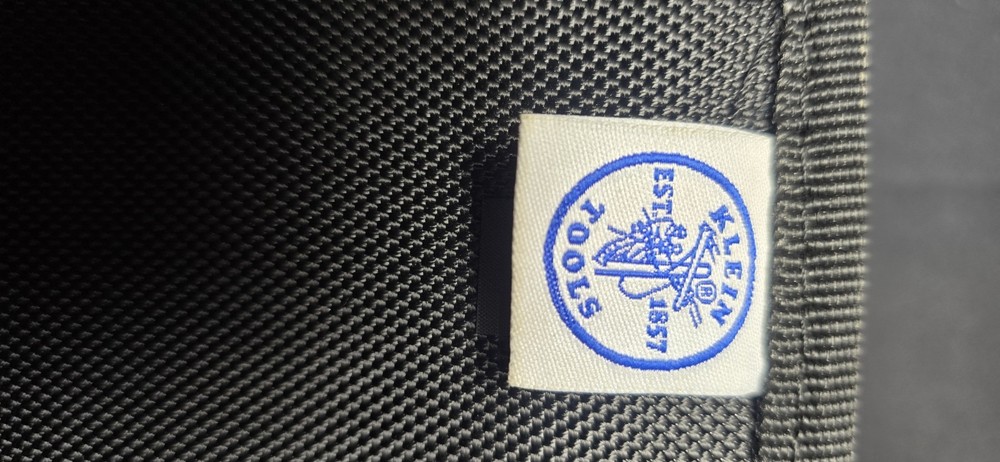 KLEIN
EST. 1857
®
TOOLS